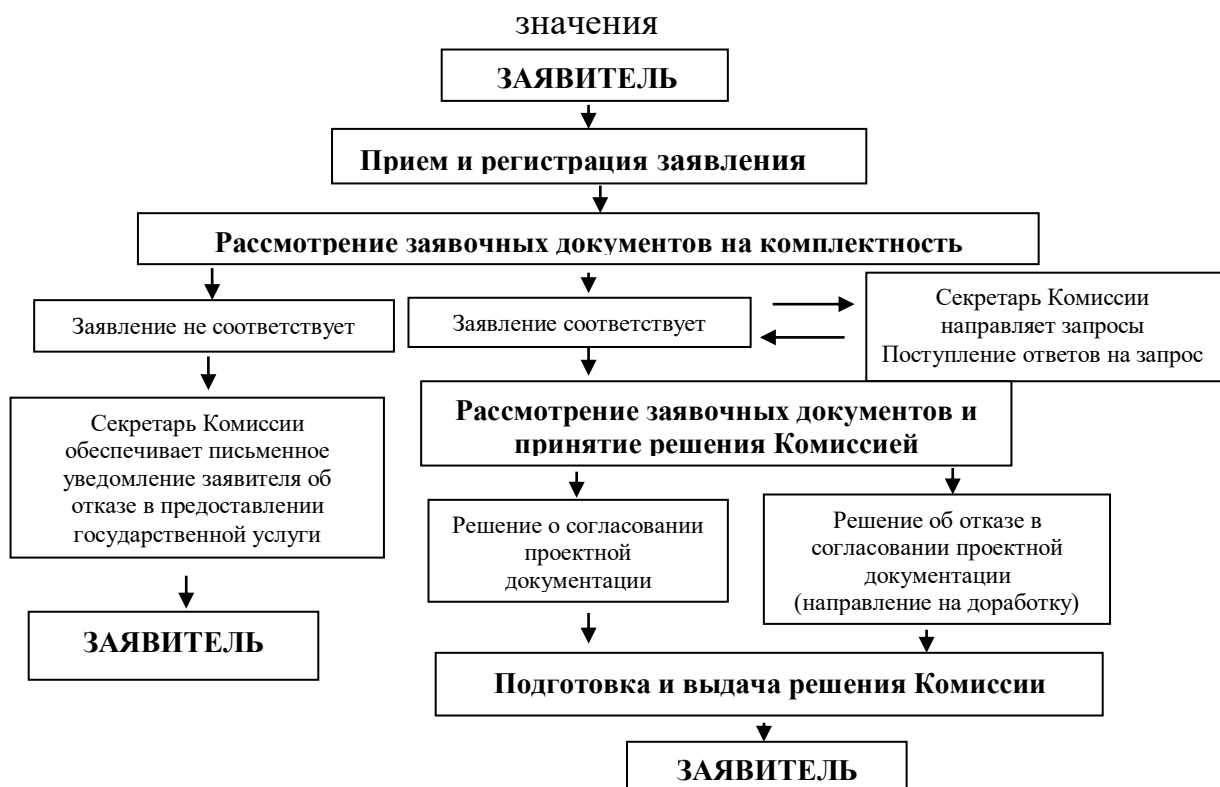 значения
ЗАЯВИТЕЛЬ
Прием и регистрация заявления
Рассмотрение заявочных документов на комплектность
Заявление не соответствует
Заявление соответствует
Секретарь Комиссии
направляет запросы
Поступление ответов на запрос
Секретарь Комиссии
обеспечивает письменное
уведомление заявителя об
отказе в предоставлении
государственной услуги
Рассмотрение заявочных документов и
принятие решения Комиссией
Решение о согласовании
проектной
документации
Решение об отказе в
согласовании проектной
документации
(направление на доработку)
ЗАЯВИТЕЛЬ
Подготовка и выдача решения Комиссии
ЗАЯВИТЕЛЬ